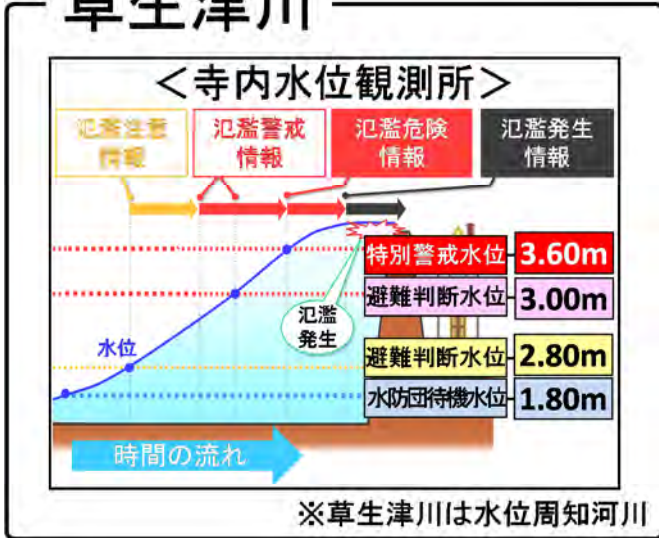 草生津川
＜寺内水位観測所＞
氾濫注意
情報
氾濫警戒
情報
氾濫危険
情報
氾濫発生
情報
特別警戒水位 3.60m
避難判断水位 3.00m
氾濫
発生
水位
避難判断水位 2.80m
水防団待機水位 1.80m
時間の流れ
※草生津川は水位周知河川